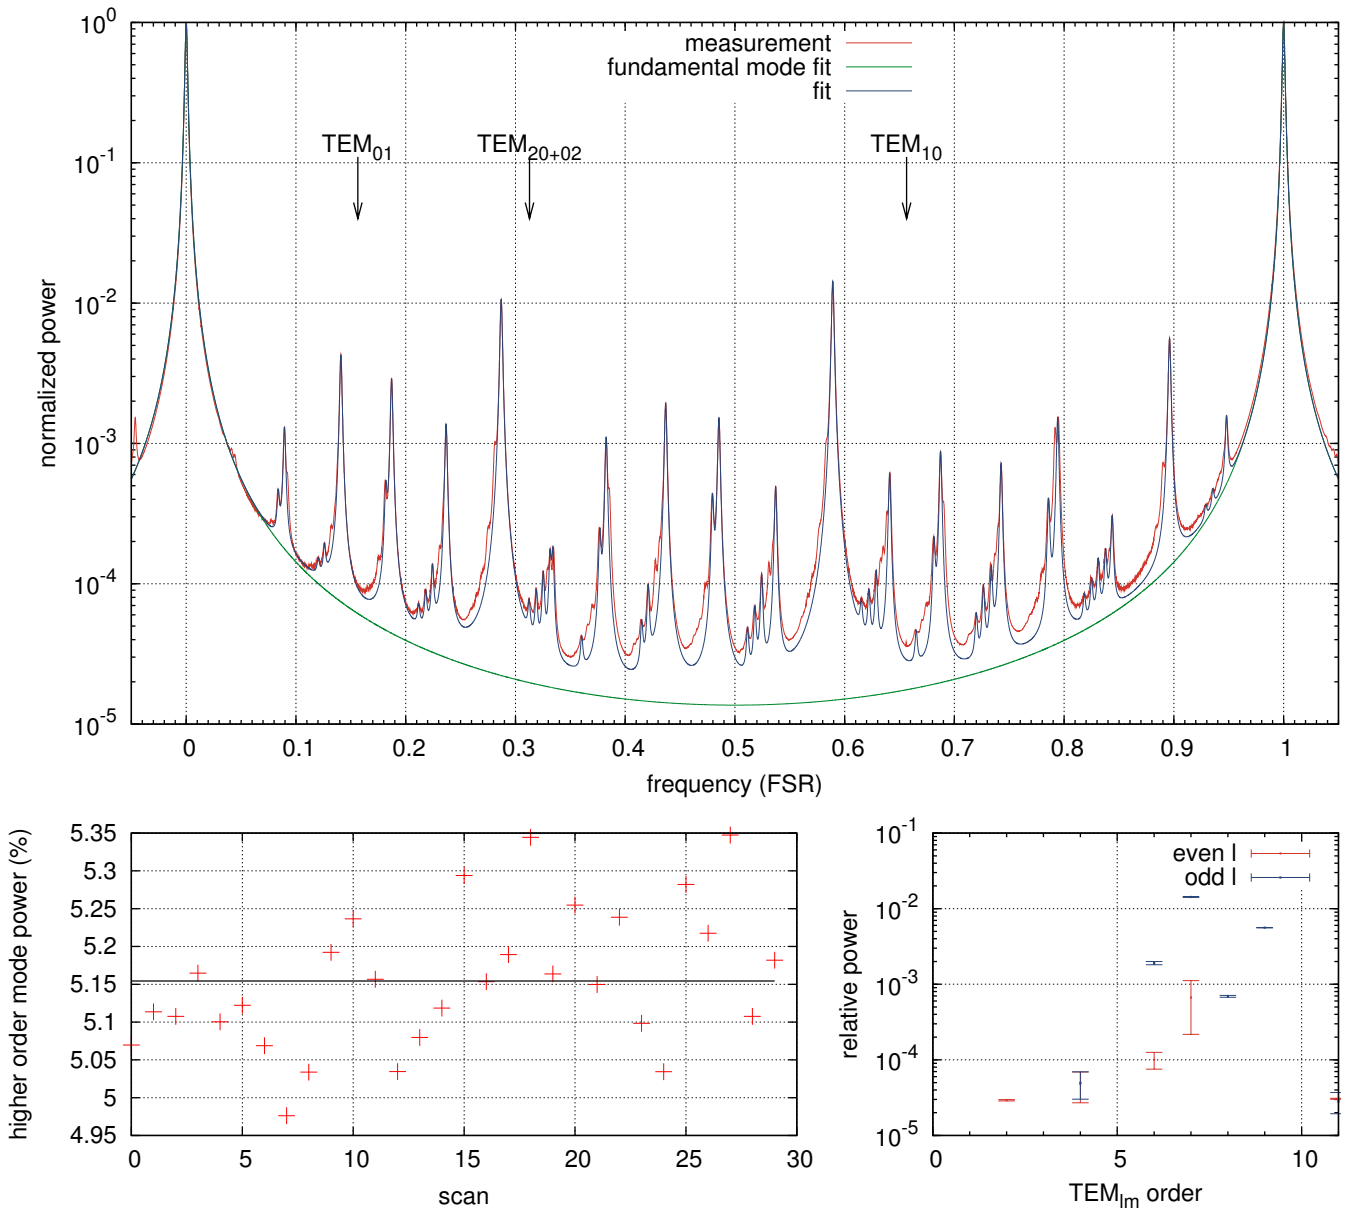 10^0
10^-1
10^-2
10^-3
10^-4
10^-5
normalized power
measurement
fundamental mode fit
fit
TEM_01
TEM_20+02
TEM_10
0 0.1 0.2 0.3 0.4 0.5 0.6 0.7 0.8 0.9 1
frequency (FSR)
higher order mode power (%)
5.35
5.3
5.25
5.2
5.15
5.1
5.05
5
4.95
0 5 10 15 20 25 30
scan
relative power
10^-1
10^-2
10^-3
10^-4
10^-5
even l
odd l
0 5 10
TEM_lm order